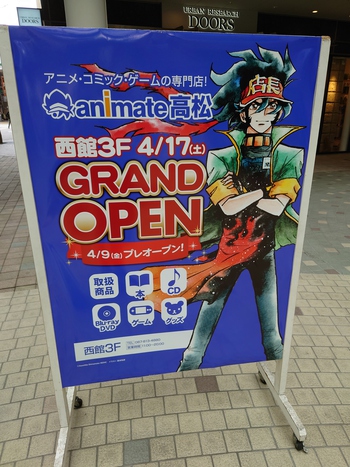 URBAN RESEARCH
DOORS
DOORS
アニメ・コミック・ゲームの専門店!
animate高松
店長
西館3F 4/17(土)
GRAND
OPEN
4/9(金) プレオープン!
取扱
商品
本
CD
Blu-ray
DVD
ゲーム
グッズ
西館3F